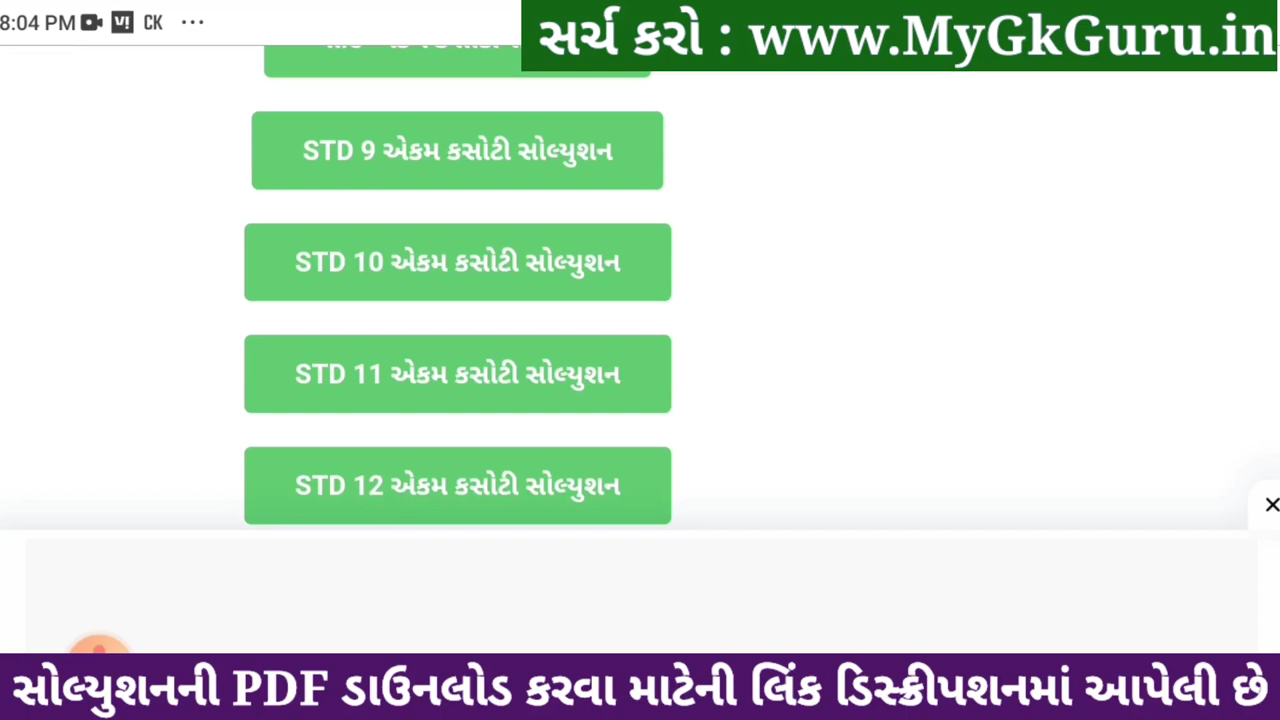 8:04 PM V! CK ...
સર્ચ કરો : www.MyGkGuru.in
STD 9 એકમ કસોટી સોલ્યુશન
STD 10 એકમ કસોટી સોલ્યુશન
STD 11 એકમ કસોટી સોલ્યુશન
STD 12 એકમ કસોટી સોલ્યુશન
સોલ્યુશનની PDF ડાઉનલોડ કરવા માટેની લિંક ડિસ્ક્રીપશનમાં આપેલી છે